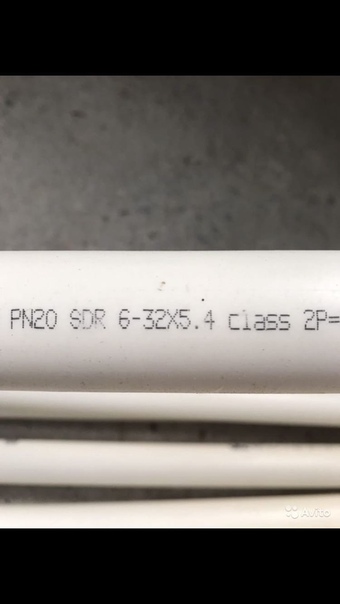 PN20 SDR 6-32X5.4 class 2P=
Avito